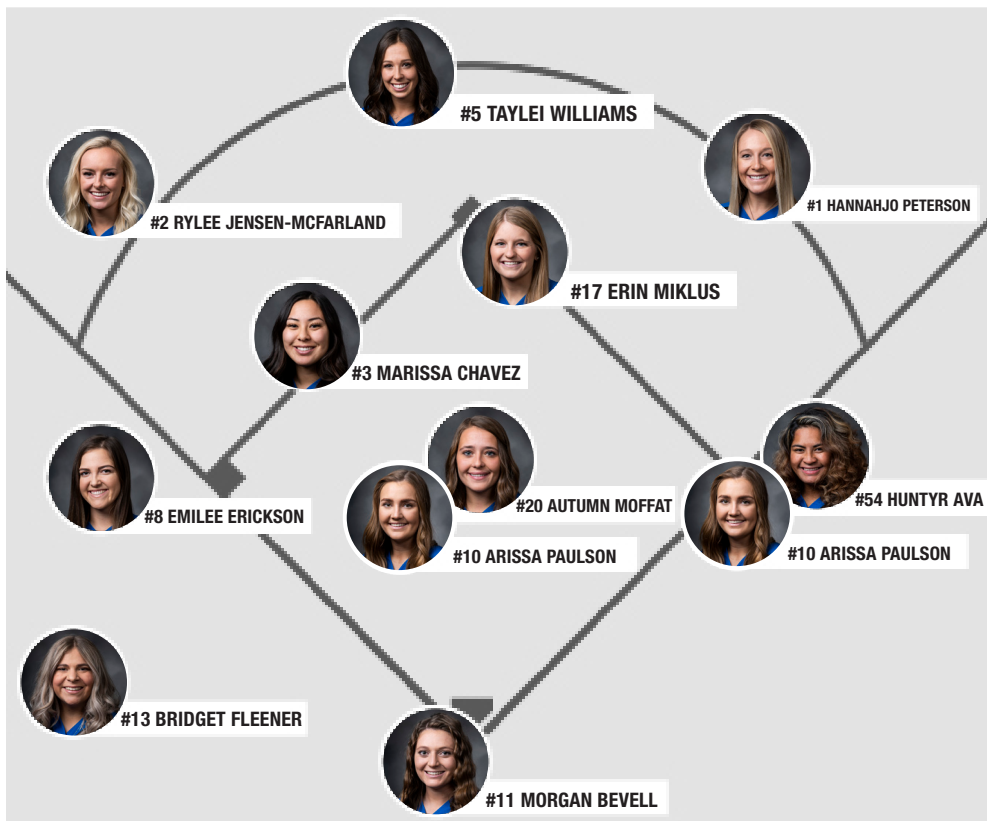 #5 TAYLEI WILLIAMS
#1 HANNAHJO PETERSON
#2 RYLEE JENSEN-MCFARLAND
#17 ERIN MIKLUS
#3 MARISSA CHAVEZ
#54 HUNTYR AVA
#20 AUTUMN MOFFAT
#8 EMILEE ERICKSON
#10 ARISSA PAULSON
#10 ARISSA PAULSON
#13 BRIDGET FLEENER
#11 MORGAN BEVELL